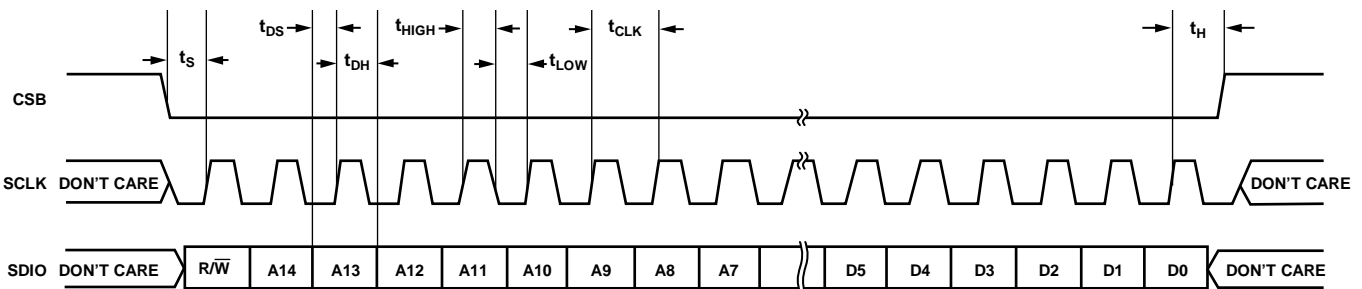 tDS tHIGH tCLK tH
tS tDH tLOW
CSB
SCLK DON'T CARE DON'T CARE
SDIO DON'T CARE R/W̅ A14 A13 A12 A11 A10 A9 A8 A7 D5 D4 D3 D2 D1 D0 DON'T CARE